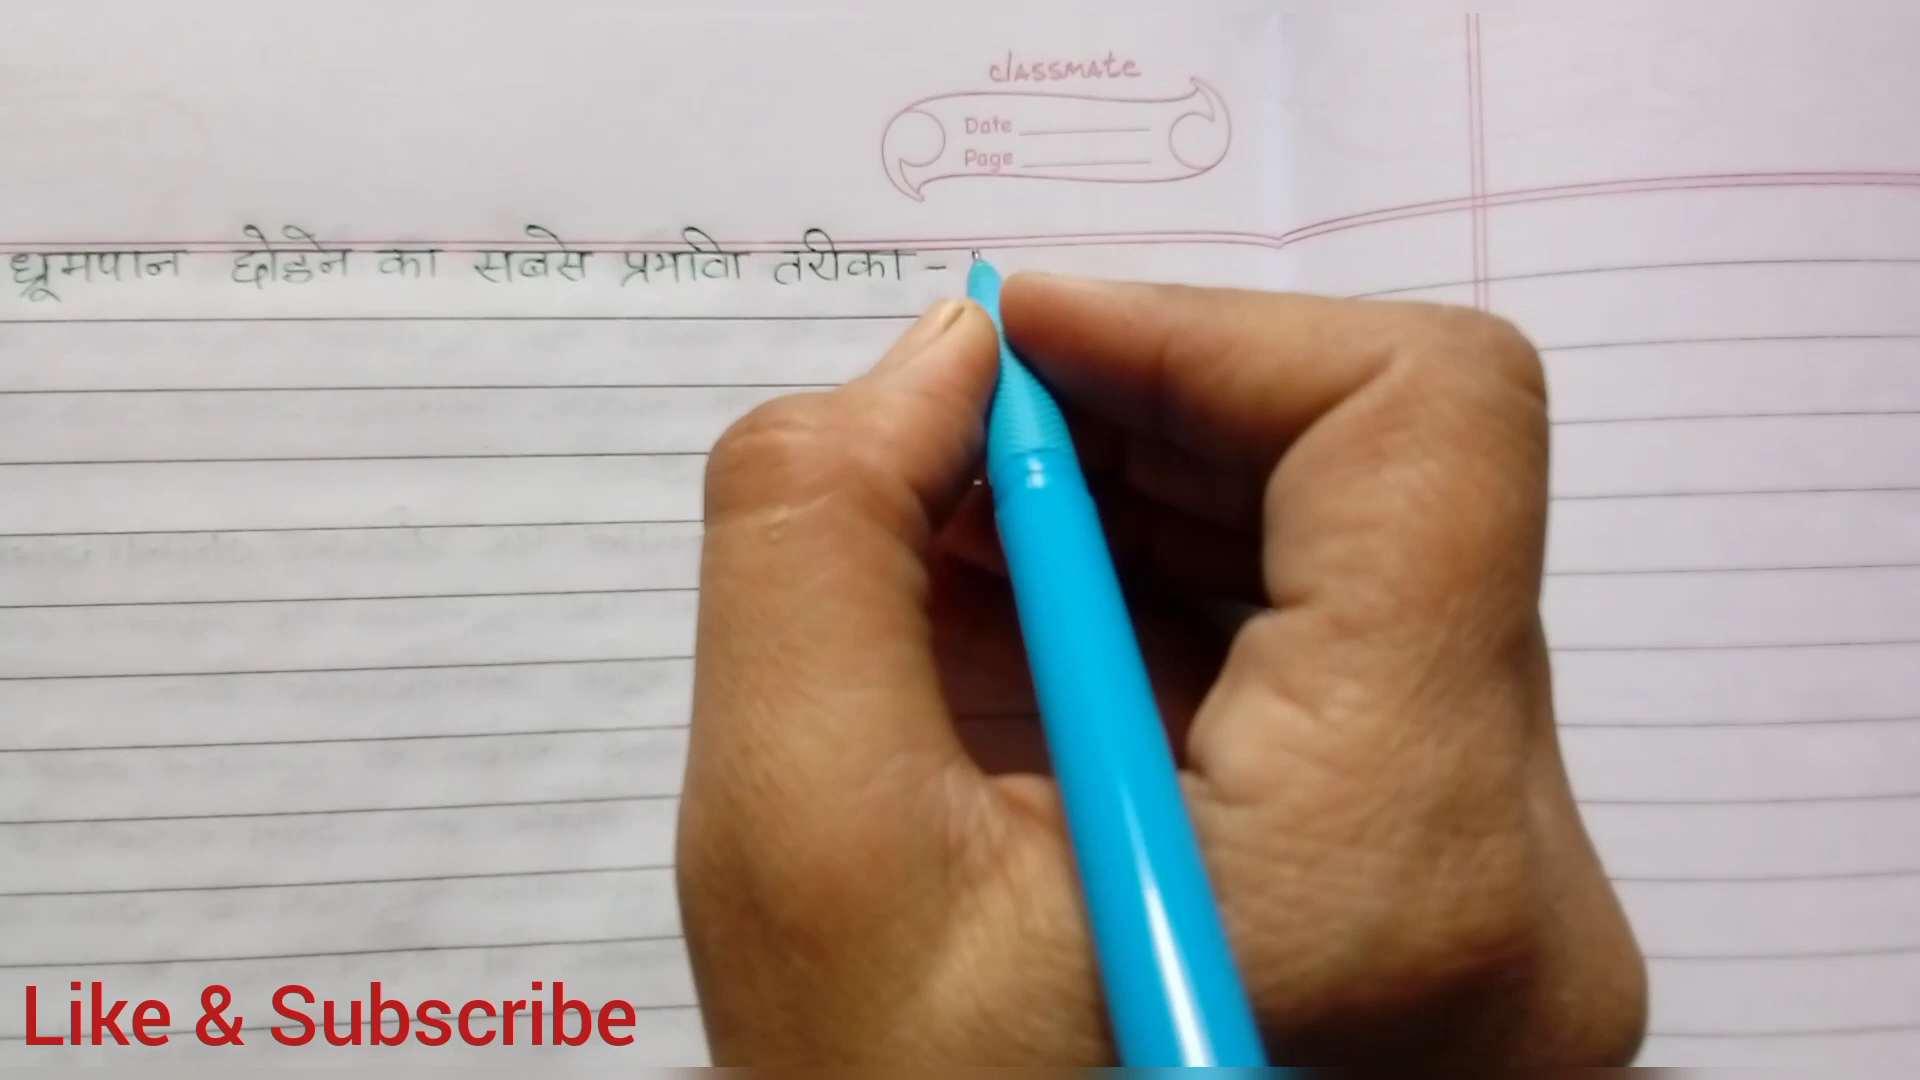 classmate
Date
Page
ध्रूमपान छोडेन का सबसे प्रभावि तरीका -
Like & Subscribe